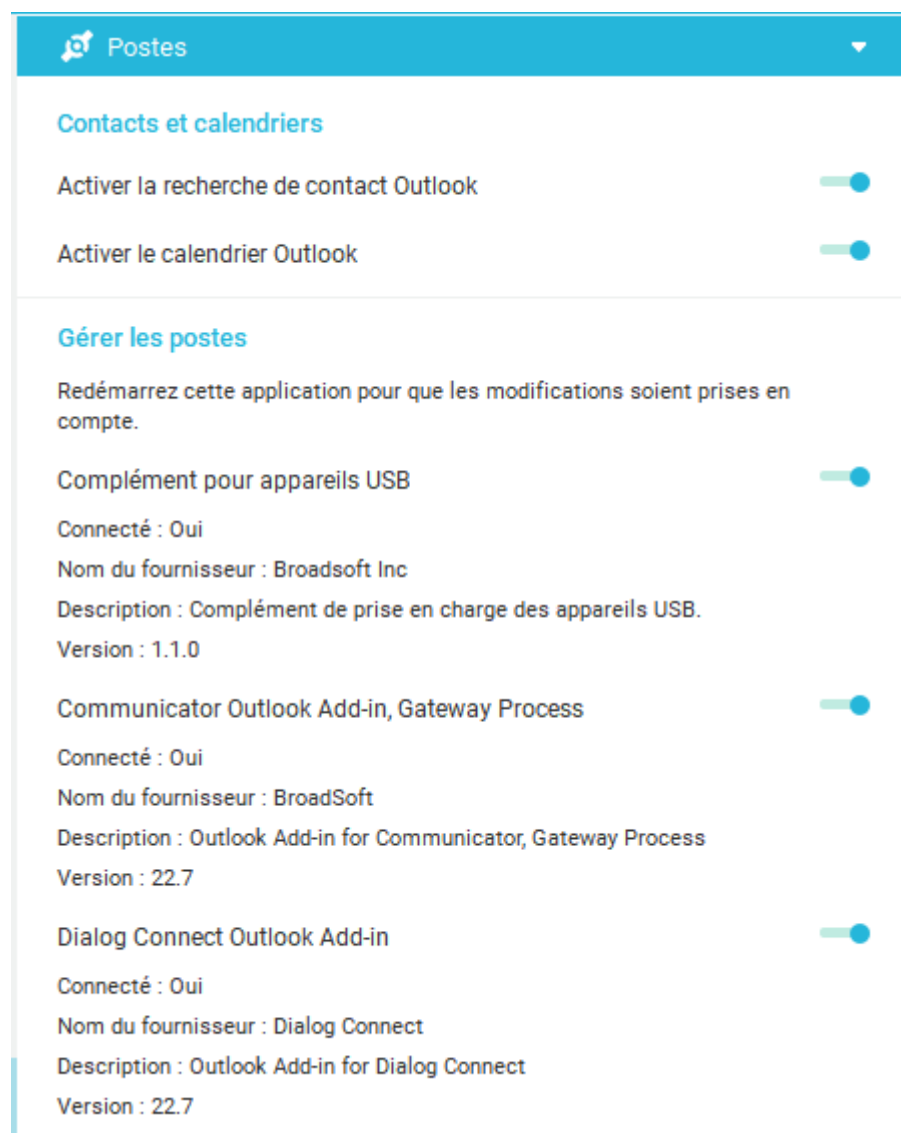 Postes
Contacts et calendriers
Activer la recherche de contact Outlook
Activer le calendrier Outlook
Gérer les postes
Redémarrez cette application pour que les modifications soient prises en
compte.
Complément pour appareils USB
Connecté : Oui
Nom du fournisseur : Broadsoft Inc
Description : Complément de prise en charge des appareils USB.
Version : 1.1.0
Communicator Outlook Add-in, Gateway Process
Connecté : Oui
Nom du fournisseur : BroadSoft
Description : Outlook Add-in for Communicator, Gateway Process
Version : 22.7
Dialog Connect Outlook Add-in
Connecté : Oui
Nom du fournisseur : Dialog Connect
Description : Outlook Add-in for Dialog Connect
Version : 22.7